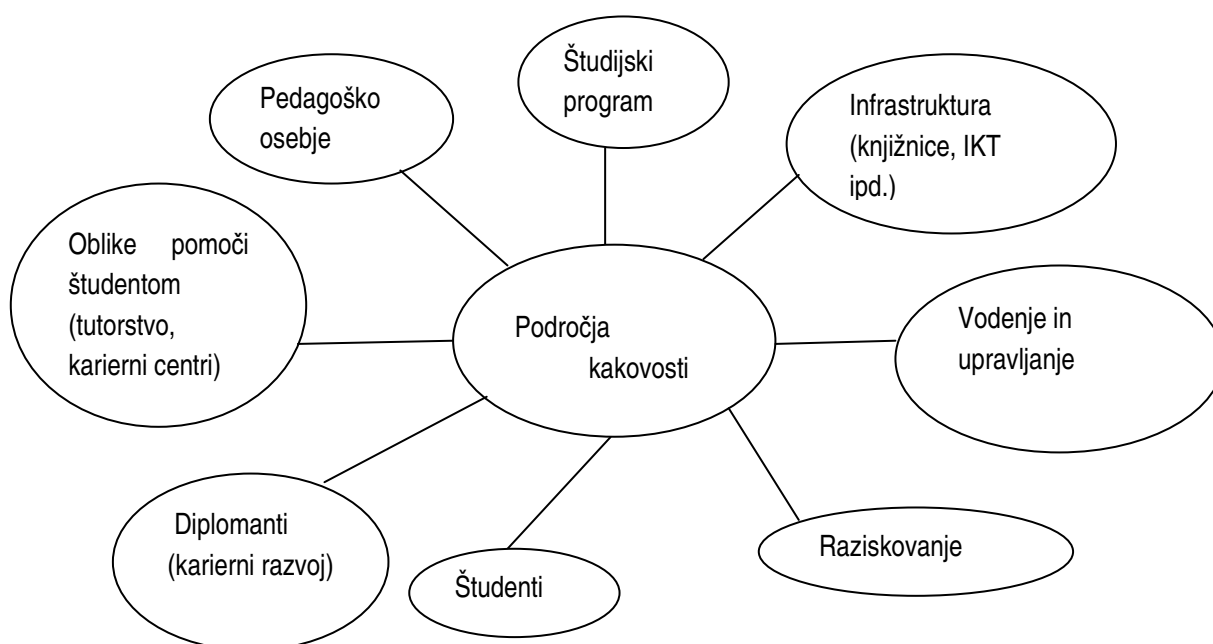 Študijski
program
Pedagoško
osebje
Infrastruktura
(knjižnice, IKT
ipd.)
Oblike pomoči
študentom
(tutorstvo,
karierni centri)
Področja
kakovosti
Vodenje in
upravljanje
Diplomanti
(karierni razvoj)
Študenti
Raziskovanje